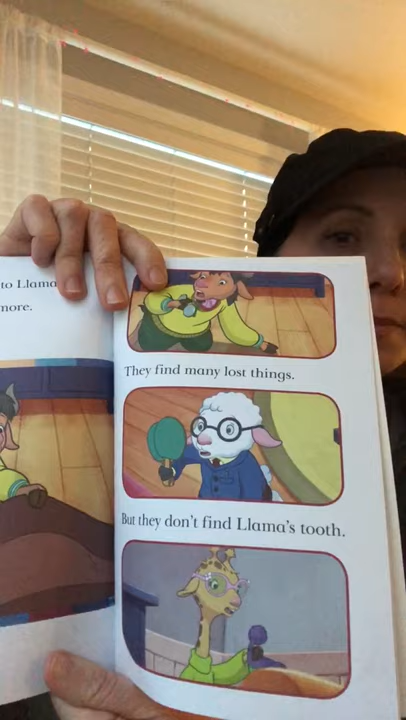 to Llama
more.
They find many lost things.
But they don't find Llama's tooth.